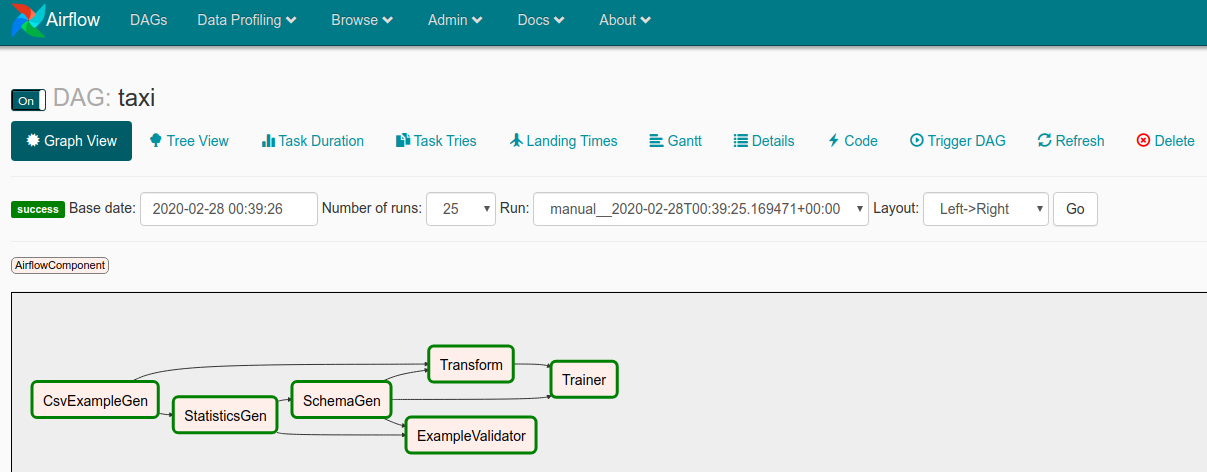 Airflow DAGs Data Profiling Browse Admin Docs About
On DAG: taxi
Graph View Tree View Task Duration Task Tries Landing Times Gantt Details Code Trigger DAG Refresh Delete
success Base date: 2020-02-28 00:39:26 Number of runs: 25 Run: manual__2020-02-28T00:39:25.169471+00:00 Layout: Left->Right Go
AirflowComponent
Transform
Trainer
CsvExampleGen
StatisticsGen
SchemaGen
ExampleValidator